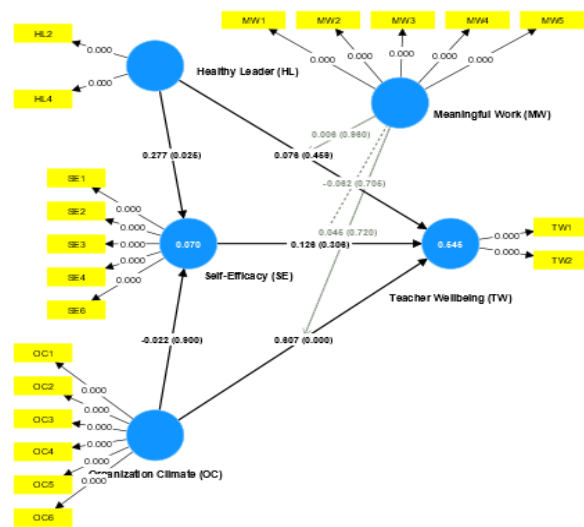 MW1 MW2 MW3 MW4 MW5
HL2
0.000
0.000
HL4
Healthy Leader (HL)
0.000 0.000 0.000 0.000 0.000
Meaningful Work (MW)
0.277 (0.025)
0.076 (0.459)
0.006 (0.960)
-0.062 (0.705)
SE1
SE2
SE3
SE4
SE6
0.000
0.000
0.000
0.000
0.000
0.070
Self-Efficacy (SE)
0.045 (0.720)
0.126 (0.306)
0.545
Teacher Wellbeing (TW)
0.000
0.000
TW1
TW2
-0.022 (0.900)
0.607 (0.000)
OC1
OC2
OC3
OC4
OC5
OC6
0.000
0.000
0.000
0.000
0.000
0.000
Organization Climate (OC)